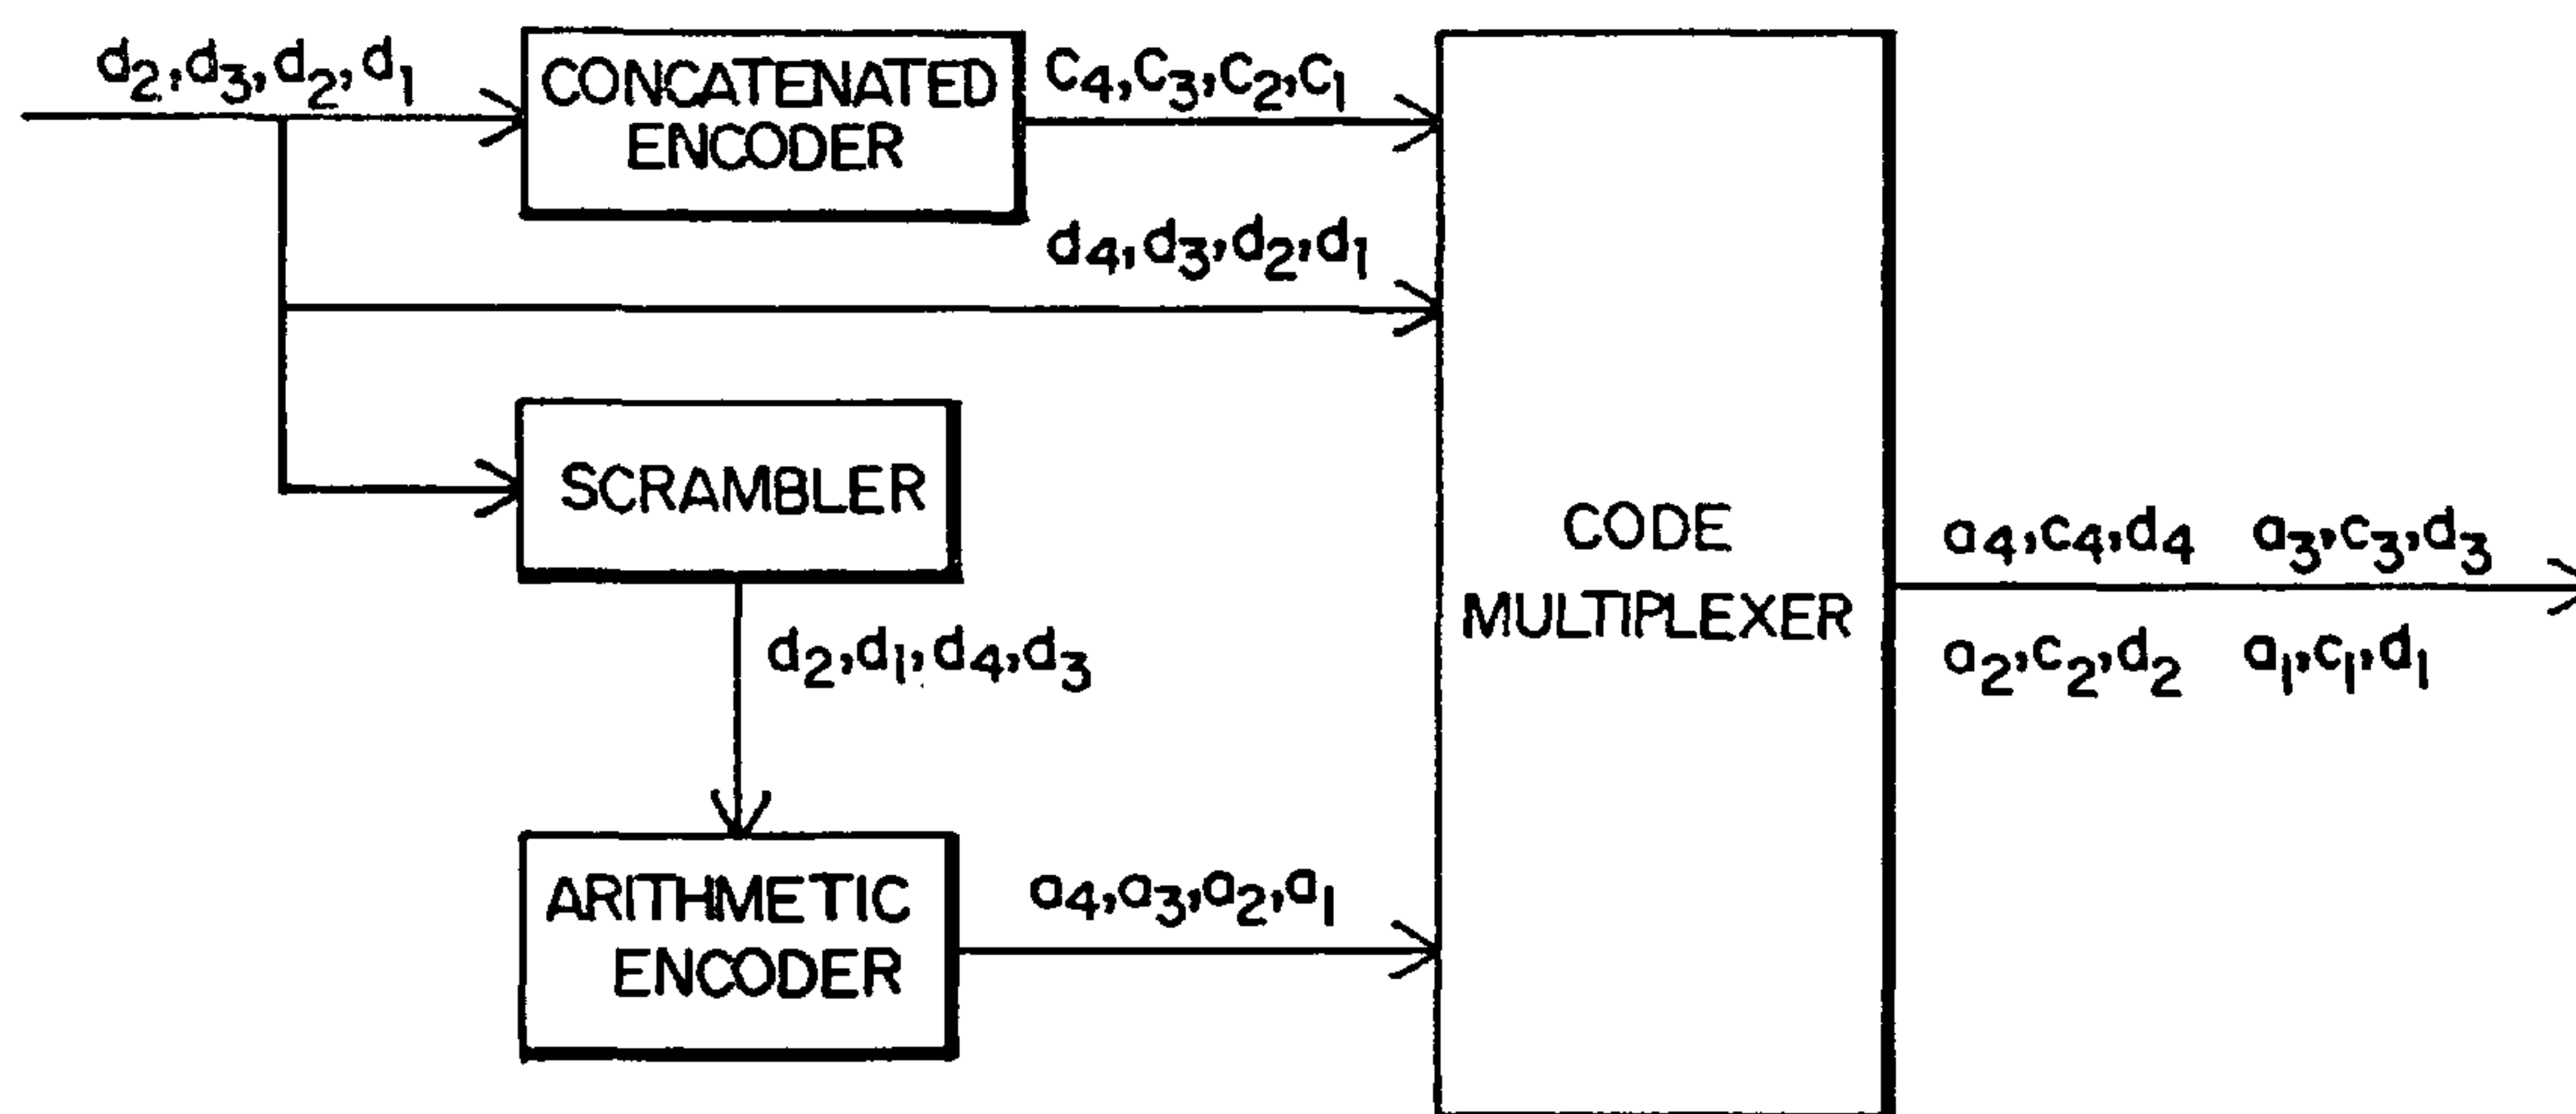 d2,d3,d2,d1
CONCATENATED
ENCODER
c4,c3,c2,c1
d4,d3,d2,d1
SCRAMBLER
d2,d1,d4,d3
ARITHMETIC
ENCODER
a4,a3,a2,a1
CODE
MULTIPLEXER
a4,c4,d4 a3,c3,d3
a2,c2,d2 a1,c1,d1